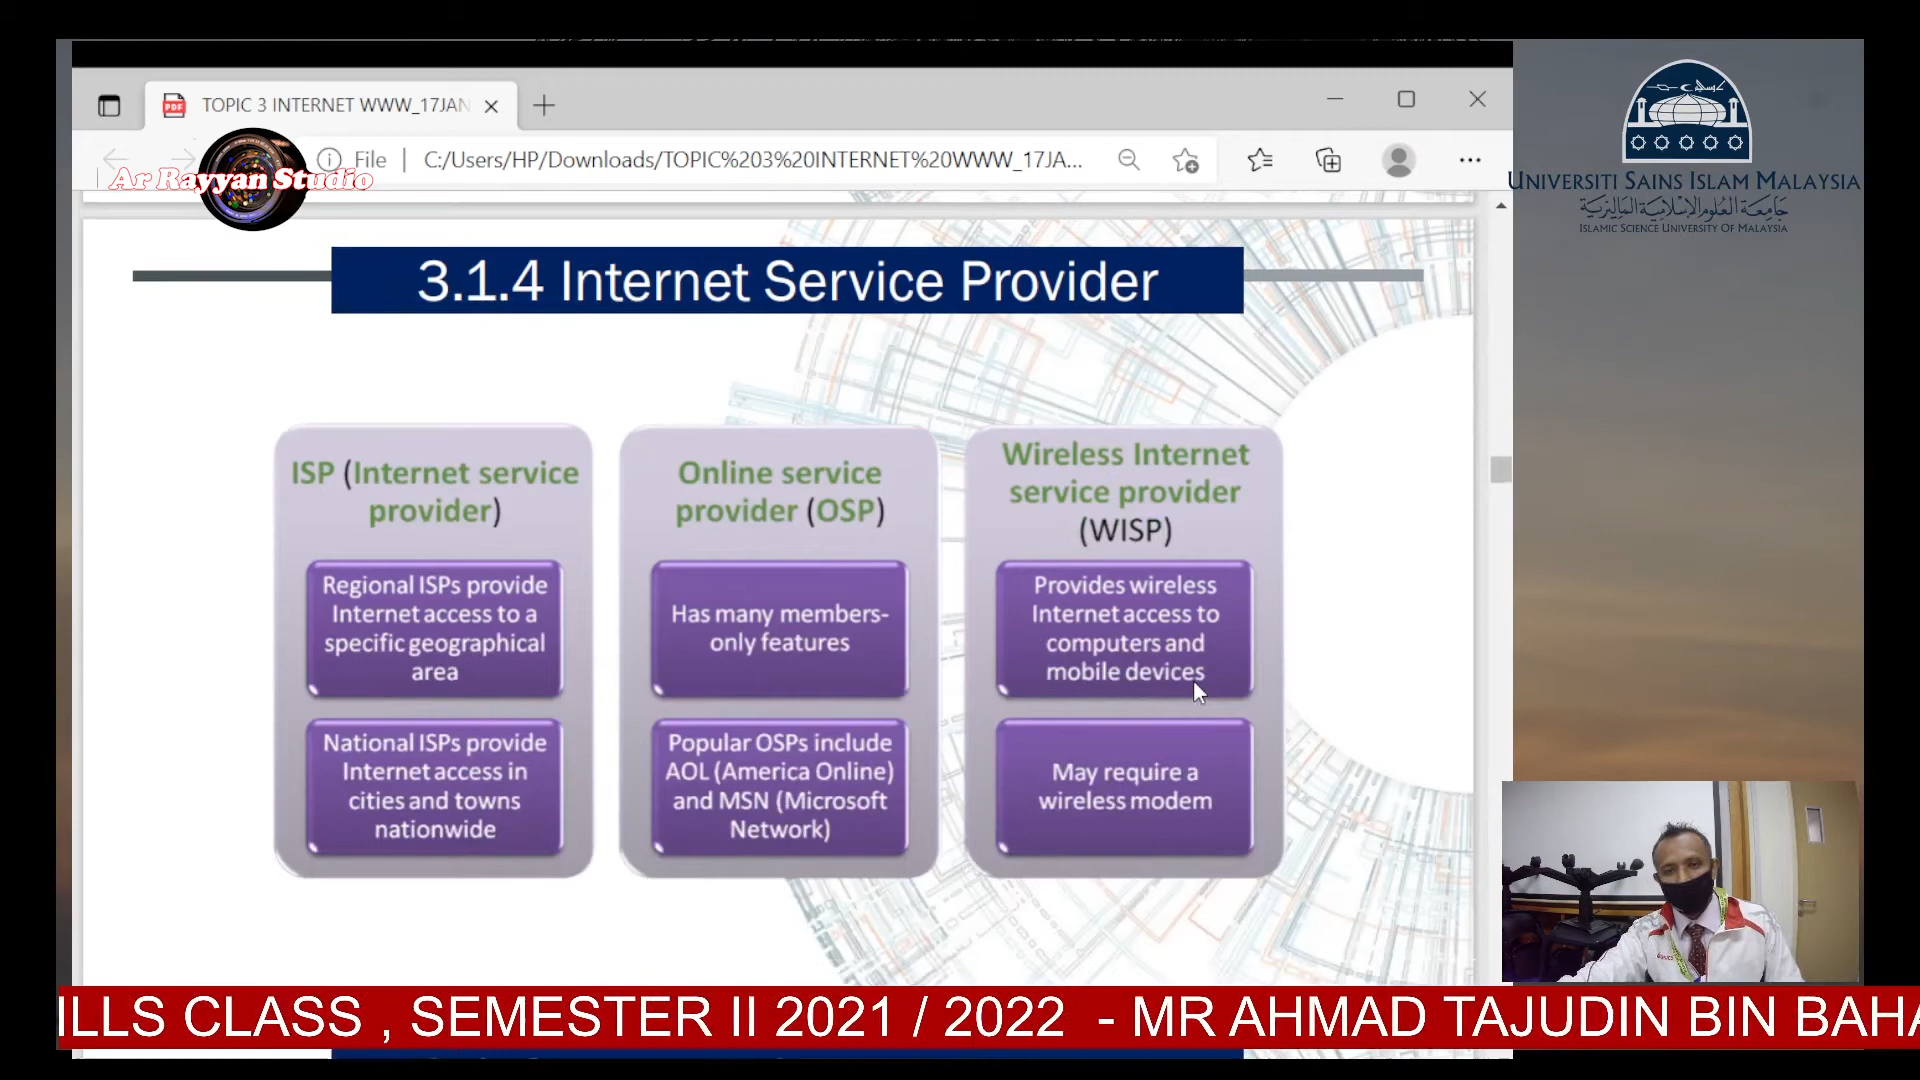 TOPIC 3 INTERNET WWW_17JAN
File
C:/Users/HP/Downloads/TOPIC%203%20INTERNET%20WWW_17JA...
Ar Rayyan Studio
UNIVERSITI SAINS ISLAM MALAYSIA
جامعة العلوم الإسلامية الماليزية
ISLAMIC SCIENCE UNIVERSITY OF MALAYSIA
3.1.4 Internet Service Provider
ISP (Internet service
provider)
Regional ISPs provide
Internet access to a
specific geographical
area
National ISPs provide
Internet access in
cities and towns
nationwide
Online service
provider (OSP)
Has many members-
only features
Popular OSPs include
AOL (America Online)
and MSN (Microsoft
Network)
Wireless Internet
service provider
(WISP)
Provides wireless
Internet access to
computers and
mobile devices
May require a
wireless modem
ILLS CLASS , SEMESTER II 2021 / 2022 - MR AHMAD TAJUDIN BIN BAHA